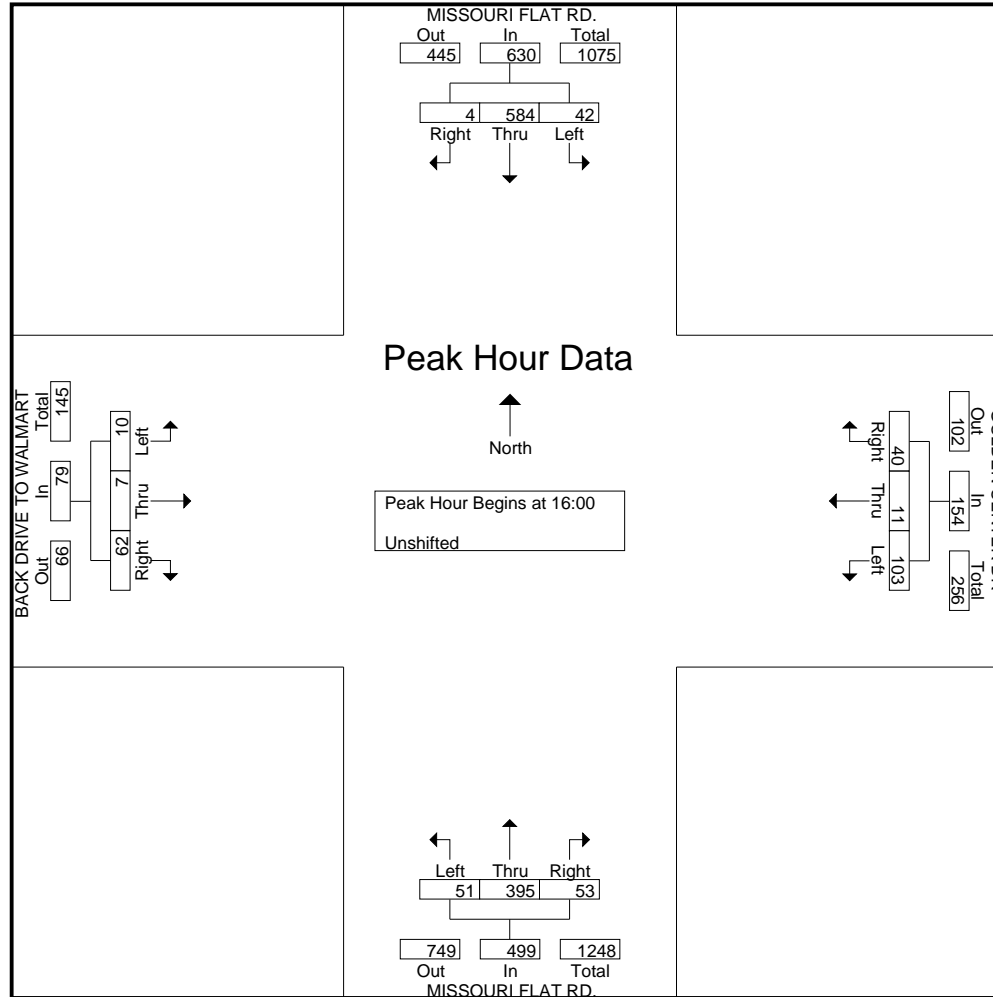 MISSOURI FLAT RD.
Out In Total
445 630 1075
4 584 42
Right Thru Left
Peak Hour Data
North
Peak Hour Begins at 16:00
Unshifted
BACK DRIVE TO WALMART
Out In Total
66 79 145
62 7 10
Right Thru Left
Out In Total
102 154 256
40 11 103
Right Thru Left
Left Thru Right
51 395 53
749 499 1248
Out In Total
MISSOURI FLAT RD.